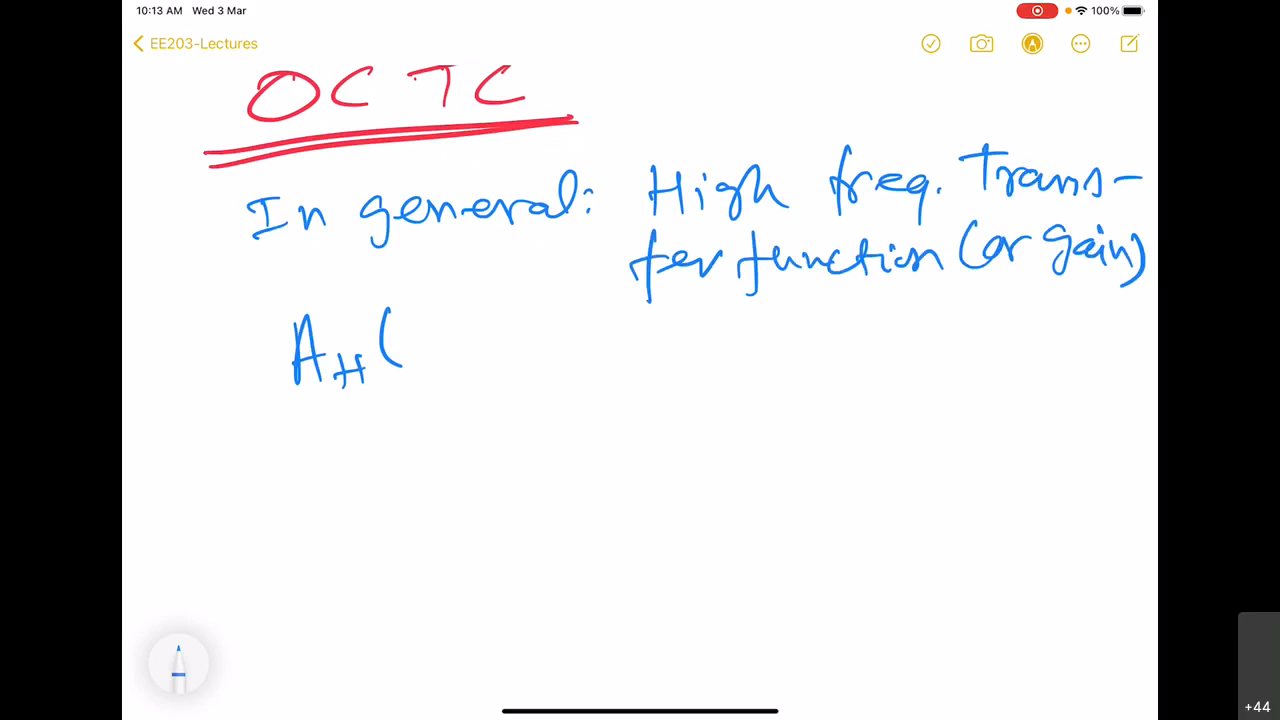 10:13 AM Wed 3 Mar
100%
EE203-Lectures
OCTC
In general: High freq. Trans-
fer function (or gain)
A_H (
+44